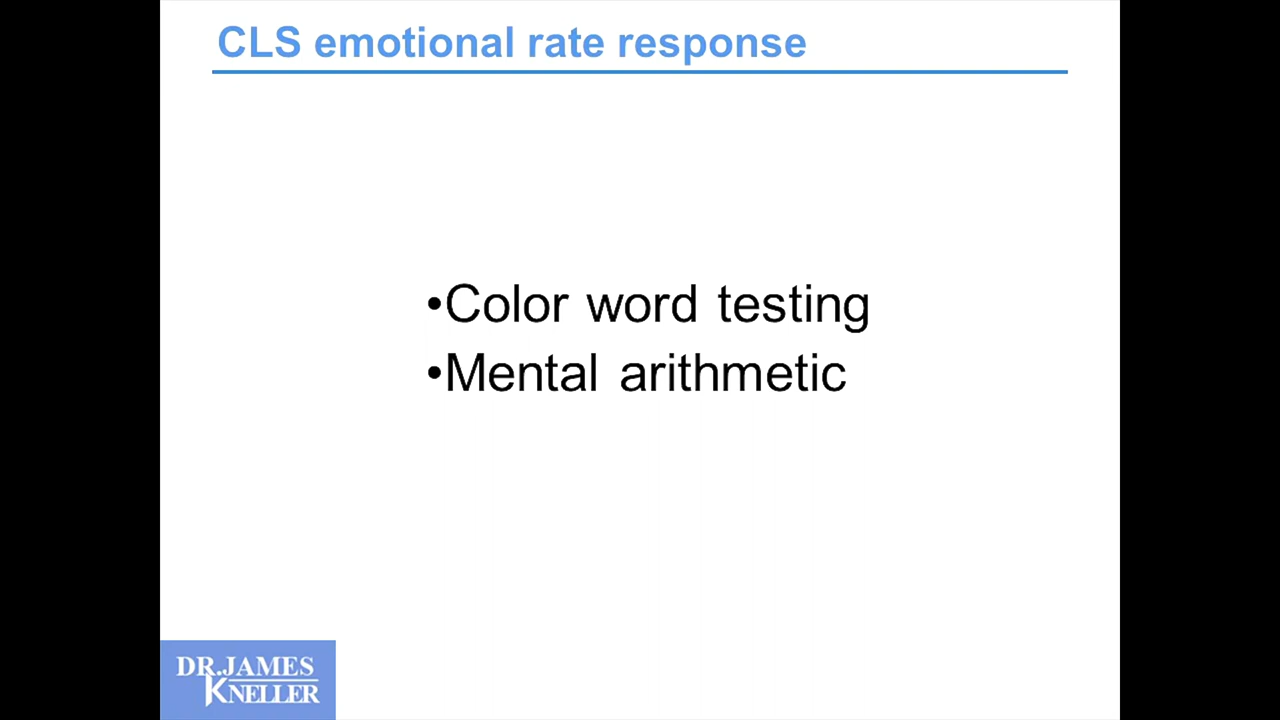 CLS emotional rate response
•Color word testing
•Mental arithmetic
DR.JAMES
KNELLER